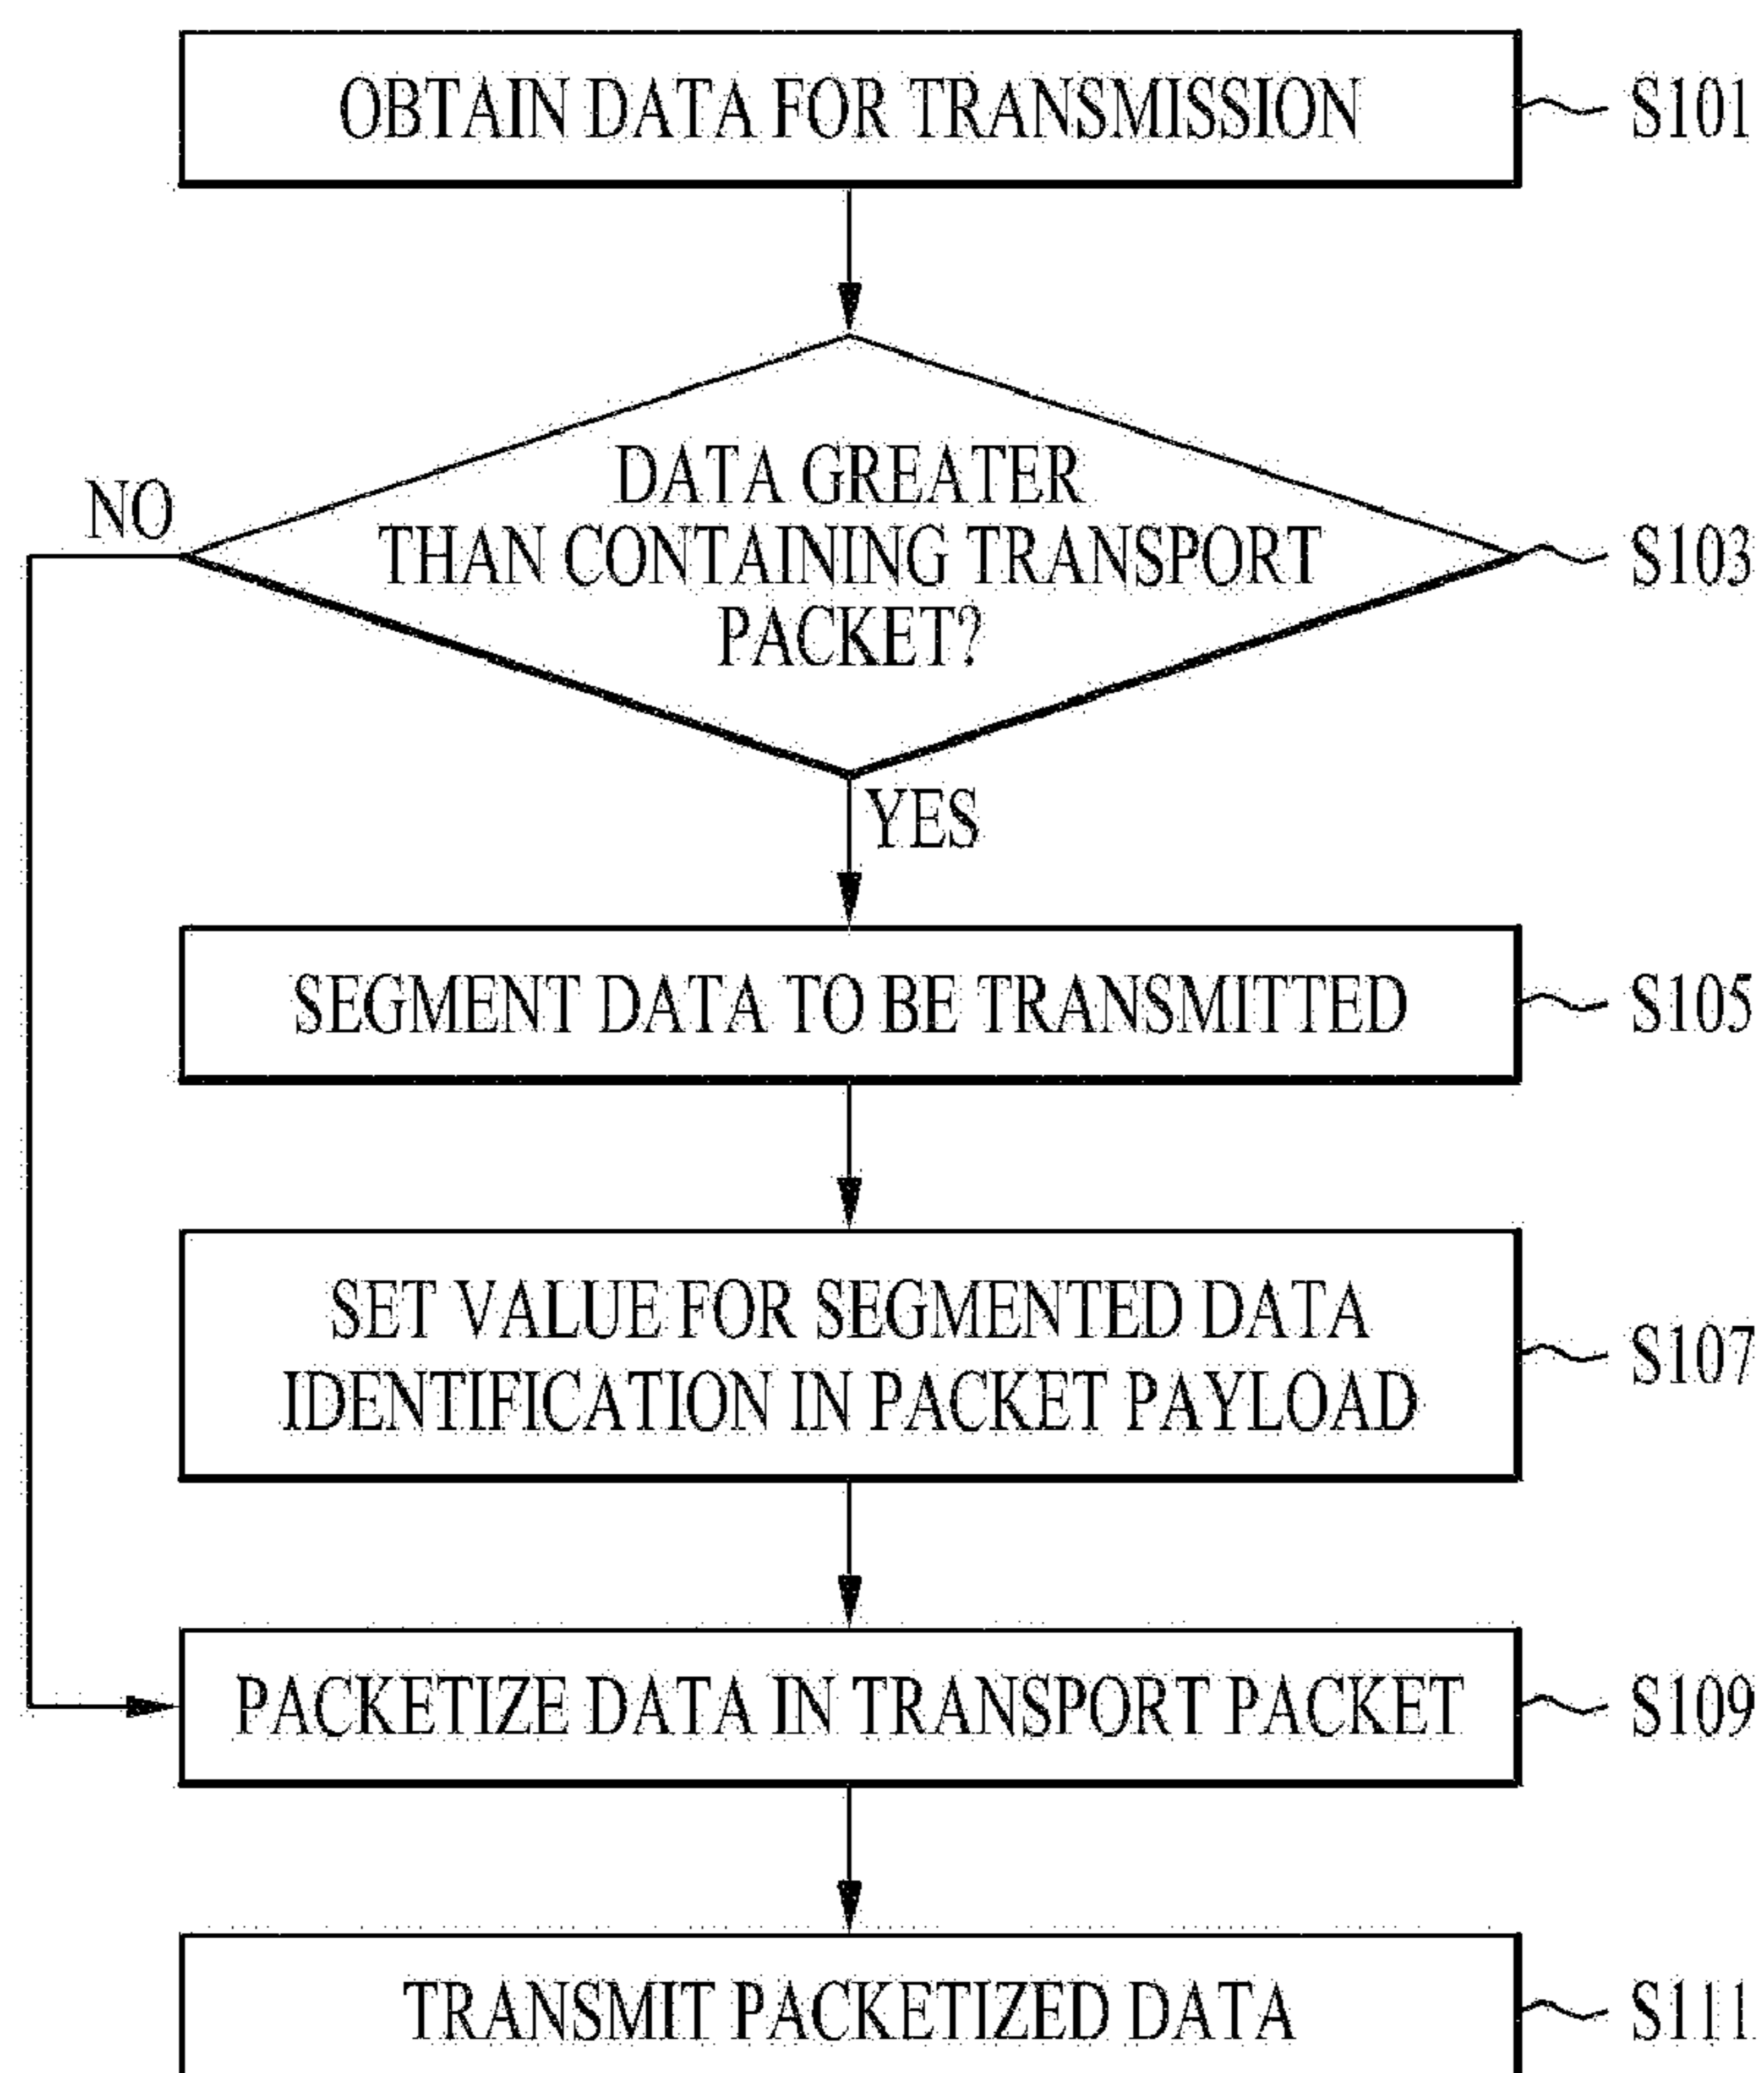 OBTAIN DATA FOR TRANSMISSION
S101
DATA GREATER
THAN CONTAINING TRANSPORT
PACKET?
S103
NO
YES
SEGMENT DATA TO BE TRANSMITTED
S105
SET VALUE FOR SEGMENTED DATA
IDENTIFICATION IN PACKET PAYLOAD
S107
PACKETIZE DATA IN TRANSPORT PACKET
S109
TRANSMIT PACKETIZED DATA
S111